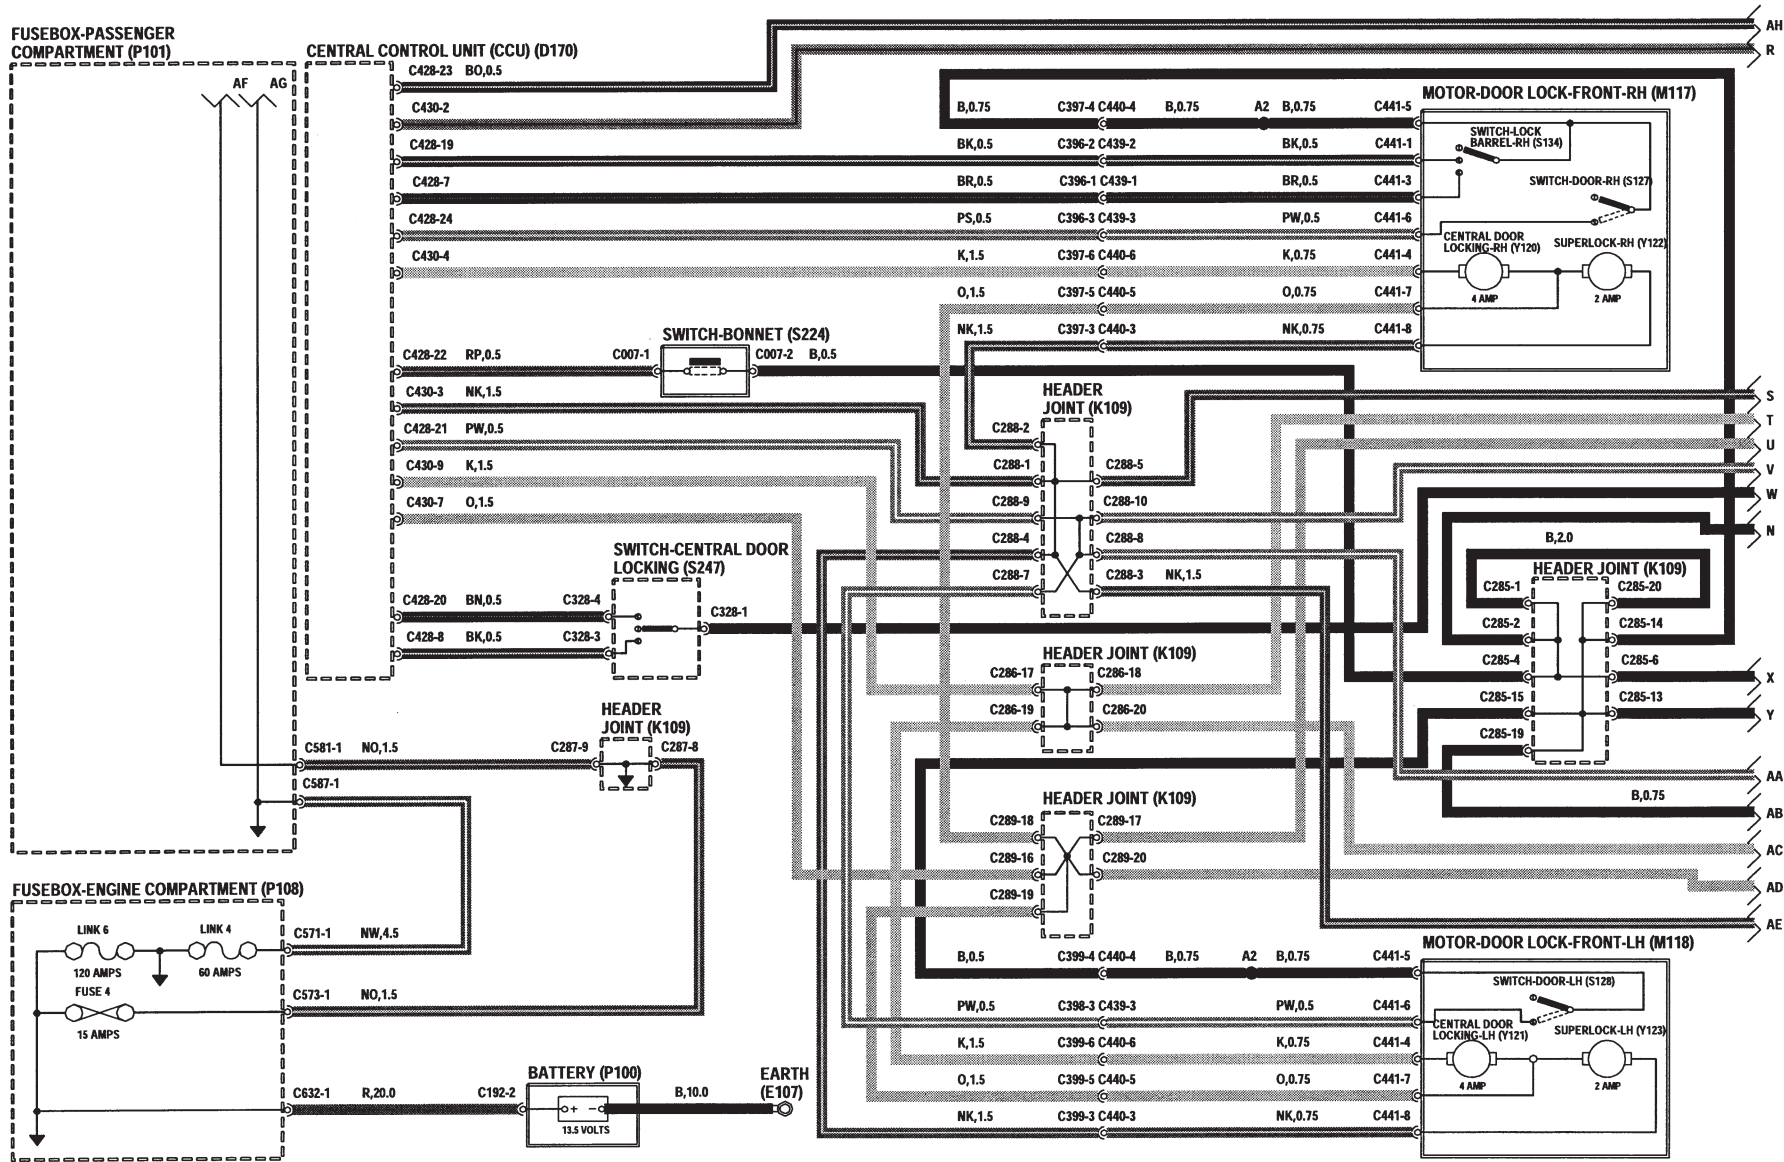 FUSEBOX-PASSENGER
COMPARTMENT (P101)
AF
AG
CENTRAL CONTROL UNIT (CCU) (D170)
C428-23 BO,0.5
C430-2
C428-19
C428-7
C428-24
C430-4
AH
R
B,0.75 C397-4 C440-4 B,0.75 A2 B,0.75 C441-5
BK,0.5 C396-2 C439-2 BK,0.5 C441-1
BR,0.5 C396-1 C439-1 BR,0.5 C441-3
PS,0.5 C396-3 C439-3 PW,0.5 C441-6
K,1.5 C397-6 C440-6 K,0.75 C441-4
O,1.5 C397-5 C440-5 O,0.75 C441-7
NK,1.5 C397-3 C440-3 NK,0.75 C441-8
MOTOR-DOOR LOCK-FRONT-RH (M117)
SWITCH-LOCK
BARREL-RH (S134)
SWITCH-DOOR-RH (S127)
CENTRAL DOOR
LOCKING-RH (Y120)
SUPERLOCK-RH (Y122)
4 AMP
2 AMP
SWITCH-BONNET (S224)
C428-22 RP,0.5 C007-1 C007-2 B,0.5
C430-3 NK,1.5
C428-21 PW,0.5
C430-9 K,1.5
C430-7 O,1.5
HEADER
JOINT (K109)
C288-2
C288-1 C288-5
C288-9 C288-10
C288-4 C288-8
C288-7 C288-3 NK,1.5
S
T
U
V
W
N
SWITCH-CENTRAL DOOR
LOCKING (S247)
C428-20 BN,0.5 C328-4
C428-8 BK,0.5 C328-3
C328-1
B,2.0
HEADER JOINT (K109)
C285-1 C285-20
C285-2 C285-14
C285-4 C285-6
C285-15 C285-13
C285-19
X
Y
HEADER JOINT (K109)
C286-17 C286-18
C286-19 C286-20
HEADER
JOINT (K109)
C581-1 NO,1.5 C287-9 C287-8
C587-1
AA
B,0.75
AB
AC
AD
AE
HEADER JOINT (K109)
C289-18 C289-17
C289-16 C289-20
C289-19
FUSEBOX-ENGINE COMPARTMENT (P108)
LINK 6
120 AMPS
LINK 4
60 AMPS
FUSE 4
15 AMPS
C571-1 NW,4.5
C573-1 NO,1.5
C632-1 R,20.0 C192-2
BATTERY (P100)
+ −
13.5 VOLTS
B,10.0
EARTH
(E107)
MOTOR-DOOR LOCK-FRONT-LH (M118)
B,0.5 C399-4 C440-4 B,0.75 A2 B,0.75 C441-5
PW,0.5 C398-3 C439-3 PW,0.5 C441-6
K,1.5 C399-6 C440-6 K,0.75 C441-4
O,1.5 C399-5 C440-5 O,0.75 C441-7
NK,1.5 C399-3 C440-3 NK,0.75 C441-8
SWITCH-DOOR-LH (S128)
CENTRAL DOOR
LOCKING-LH (Y121)
SUPERLOCK-LH (Y123)
4 AMP
2 AMP